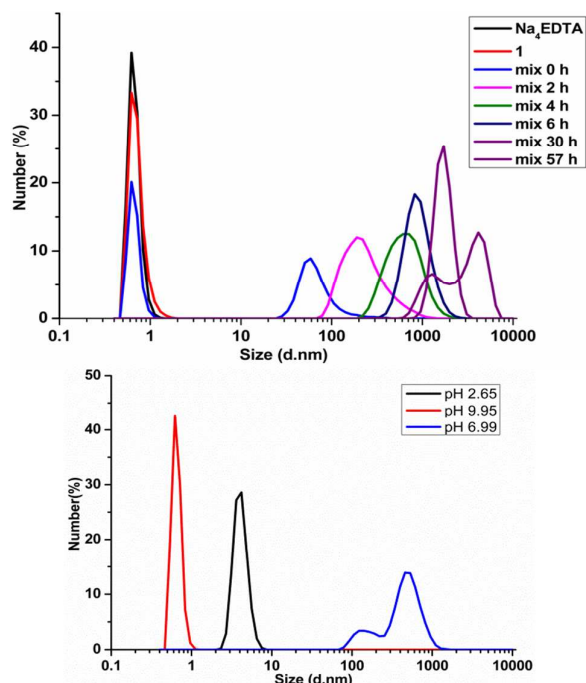 Number (%)
40
30
20
10
0
0.1 1 10 100 1000 10000
Size (d.nm)
Na₄EDTA
1
mix 0 h
mix 2 h
mix 4 h
mix 6 h
mix 30 h
mix 57 h
Number(%)
50
40
30
20
10
0
0.1 1 10 100 1000 10000
Size (d.nm)
pH 2.65
pH 9.95
pH 6.99